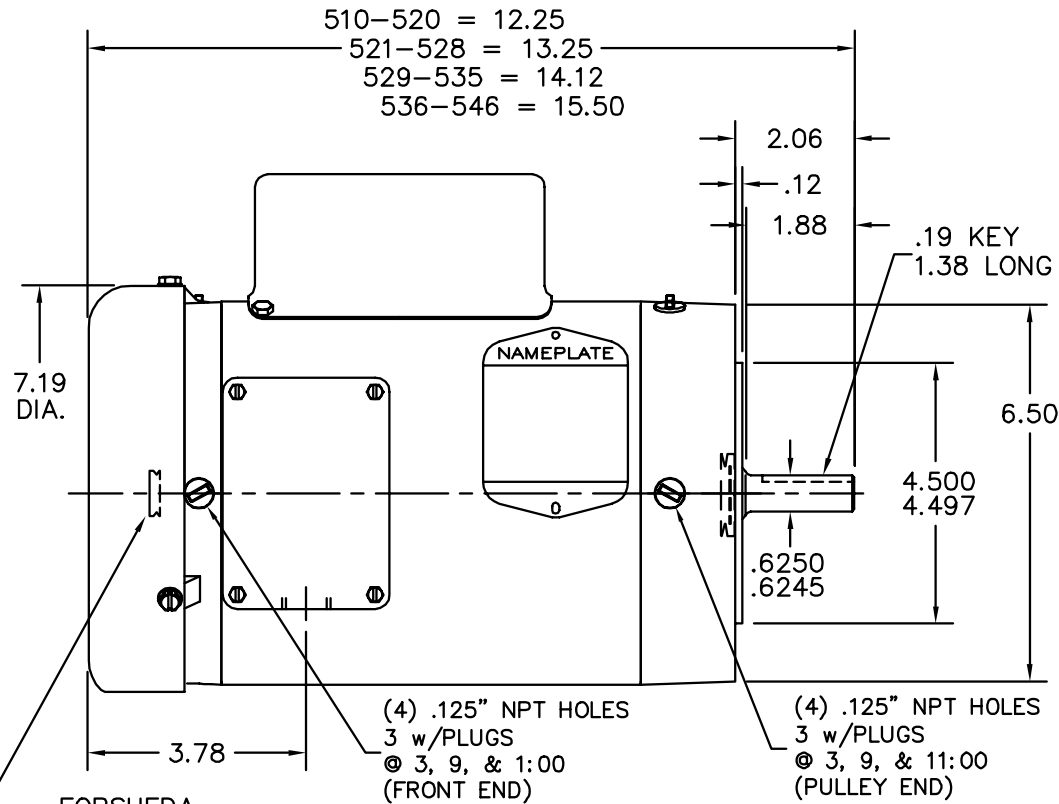 510-520 = 12.25
521-528 = 13.25
529-535 = 14.12
536-546 = 15.50
2.06
.12
1.88
.19 KEY
1.38 LONG
NAMEPLATE
7.19
DIA.
6.50
4.500
4.497
.6250
.6245
3.78
(4) .125" NPT HOLES
3 w/PLUGS
@ 3, 9, & 1:00
(FRONT END)
(4) .125" NPT HOLES
3 w/PLUGS
@ 3, 9, & 11:00
(PULLEY END)
FORSHEDA